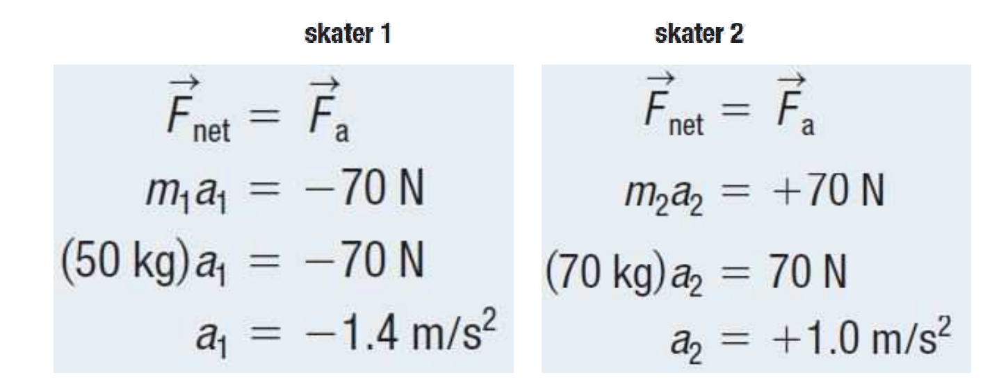 skater 1
F⃗net = F⃗a
m₁a₁ = −70 N
(50 kg)a₁ = −70 N
a₁ = −1.4 m/s²
skater 2
F⃗net = F⃗a
m₂a₂ = +70 N
(70 kg)a₂ = 70 N
a₂ = +1.0 m/s²